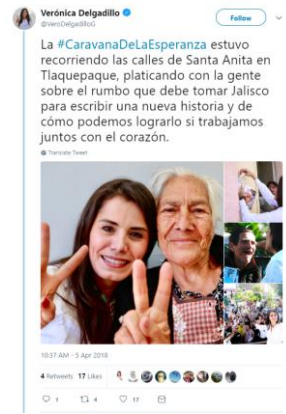 Verónica Delgadillo
@VeroDelgadilloG
Follow
La #CaravanaDeLaEsperanza estuvo
recorriendo las calles de Santa Anita en
Tlaquepaque, platicando con la gente
sobre el rumbo que debe tomar Jalisco
para escribir una nueva historia y de
cómo podemos lograrlo si trabajamos
juntos con el corazón.
Translate Tweet
10:37 AM - 5 Apr 2018
4 Retweets 17 Likes
1 4 17